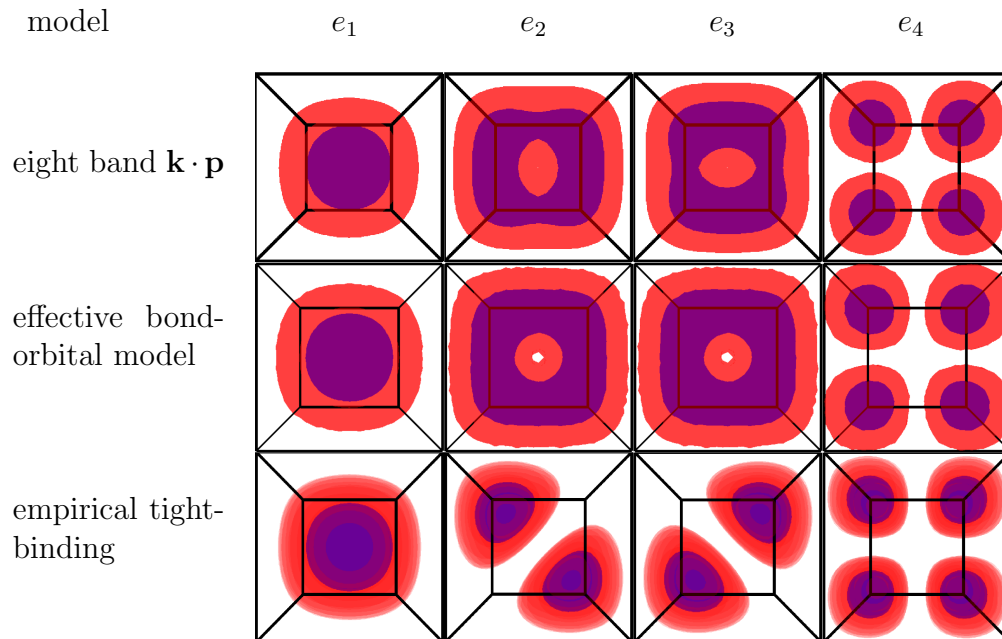 model e₁ e₂ e₃ e₄
eight band k · p
effective bond-
orbital model
empirical tight-
binding